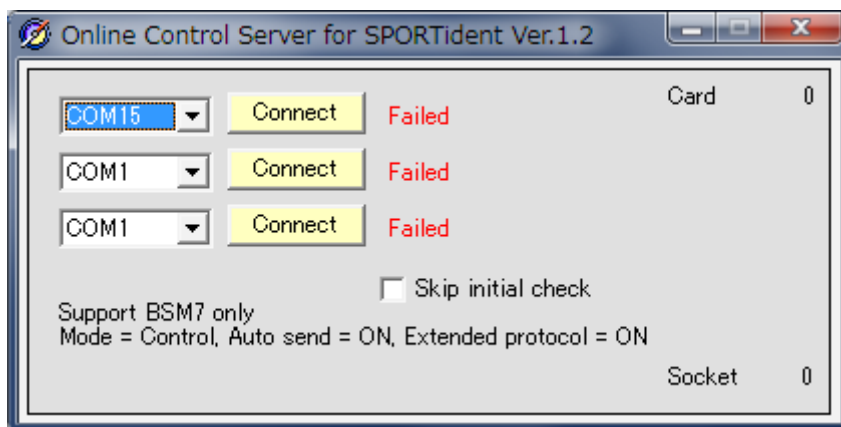 Online Control Server for SPORTident Ver.1.2
COM15 Connect Failed Card 0
COM1 Connect Failed
COM1 Connect Failed
Skip initial check
Support BSM7 only
Mode = Control, Auto send = ON, Extended protocol = ON
Socket 0